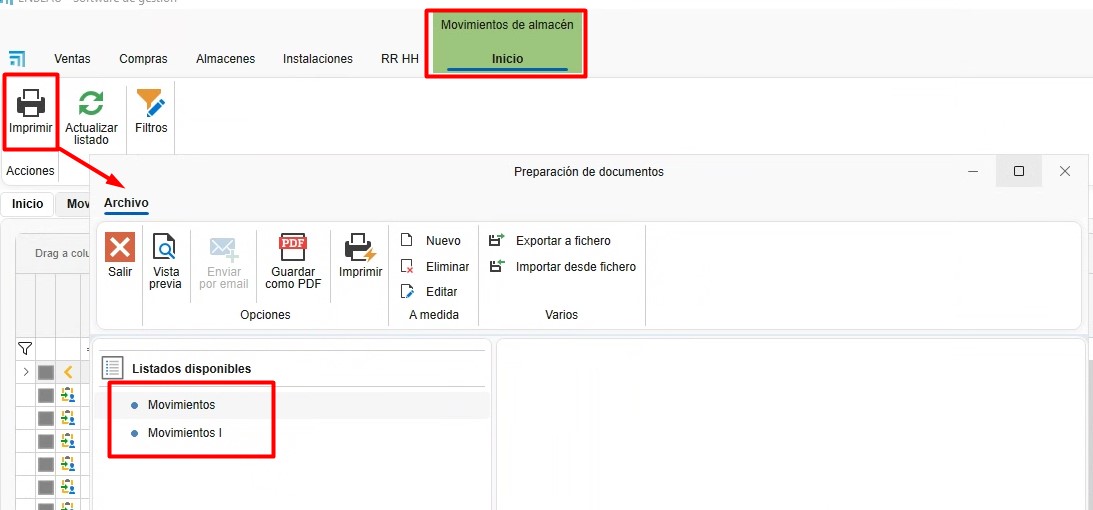 Movimientos de almacén
Ventas Compras Almacenes Instalaciones RR HH Inicio
Imprimir
Actualizar listado
Filtros
Acciones
Preparación de documentos
Inicio
Archivo
Drag a
Salir
Vista previa
Enviar por email
Guardar como PDF
PDF
Imprimir
Nuevo
Eliminar
Editar
Exportar a fichero
Importar desde fichero
Opciones
A medida
Varios
Listados disponibles
Movimientos
Movimientos I